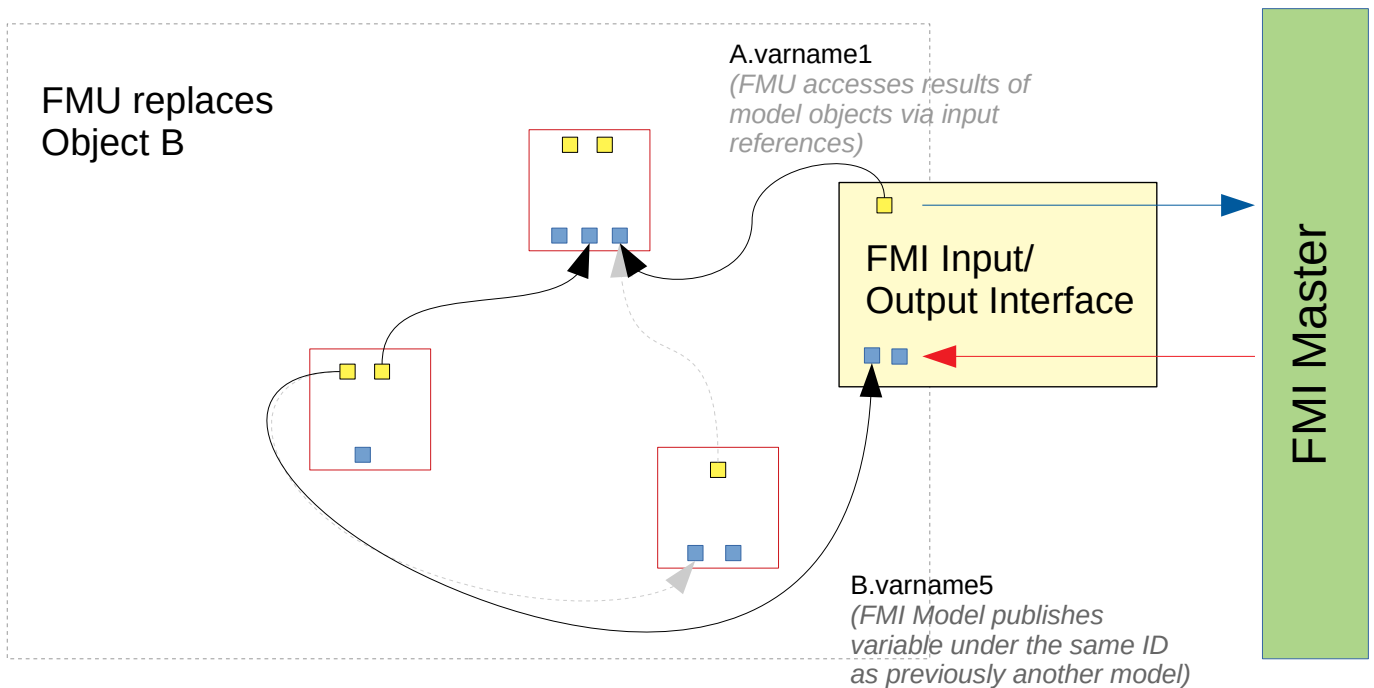 FMU replaces
Object B
A.varname1
(FMU accesses results of
model objects via input
references)
FMI Input/
Output Interface
FMI Master
B.varname5
(FMI Model publishes
variable under the same ID
as previously another model)